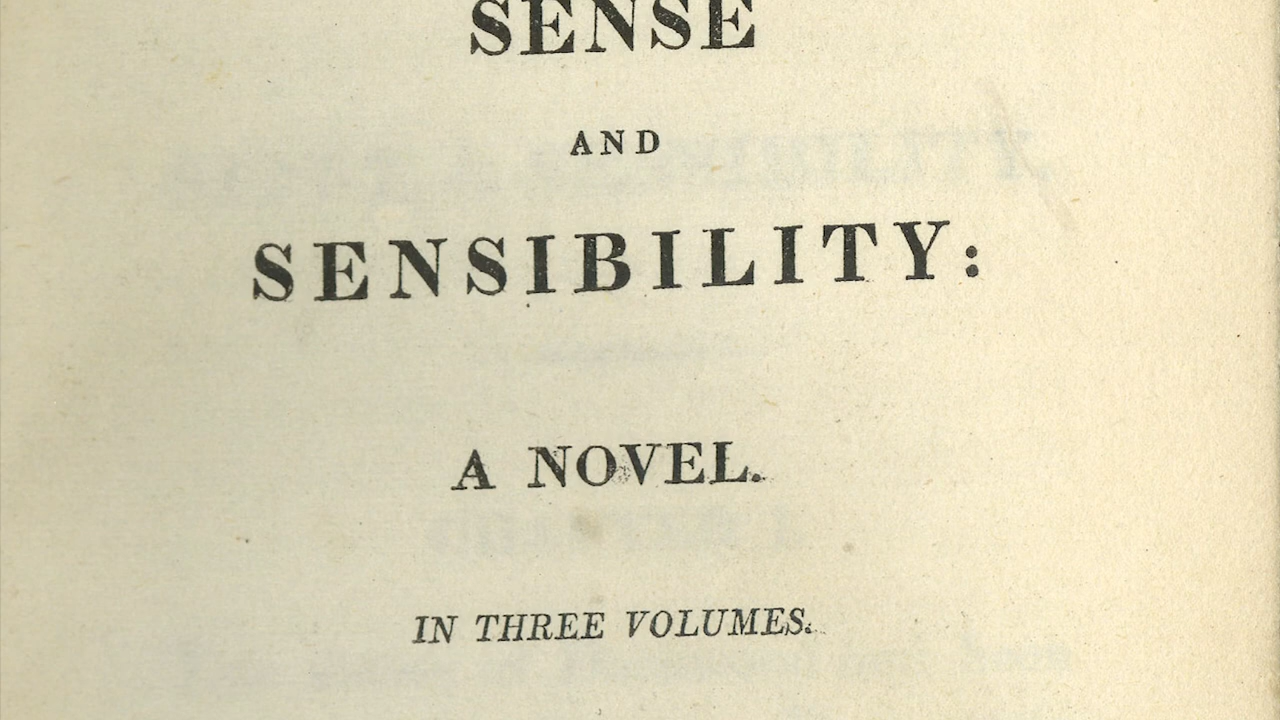 SENSE
AND
SENSIBILITY:
A NOVEL.
IN THREE VOLUMES.